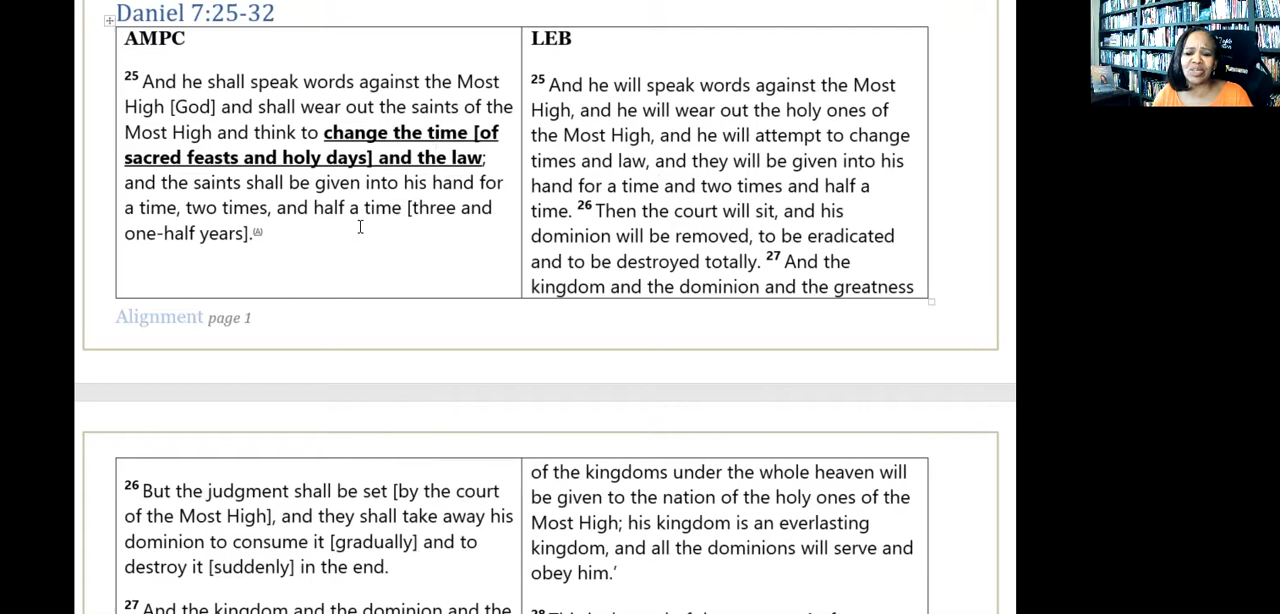 Daniel 7:25-32
AMPC
25 And he shall speak words against the Most
High [God] and shall wear out the saints of the
Most High and think to change the time [of
sacred feasts and holy days] and the law;
and the saints shall be given into his hand for
a time, two times, and half a time [three and
one-half years].(A)
LEB
25 And he will speak words against the Most
High, and he will wear out the holy ones of
the Most High, and he will attempt to change
times and law, and they will be given into his
hand for a time and two times and half a
time. 26 Then the court will sit, and his
dominion will be removed, to be eradicated
and to be destroyed totally. 27 And the
kingdom and the dominion and the greatness
Alignment page 1
26 But the judgment shall be set [by the court
of the Most High], and they shall take away his
dominion to consume it [gradually] and to
destroy it [suddenly] in the end.
27 And the kingdom and the dominion and the
of the kingdoms under the whole heaven will
be given to the nation of the holy ones of the
Most High; his kingdom is an everlasting
kingdom, and all the dominions will serve and
obey him.’